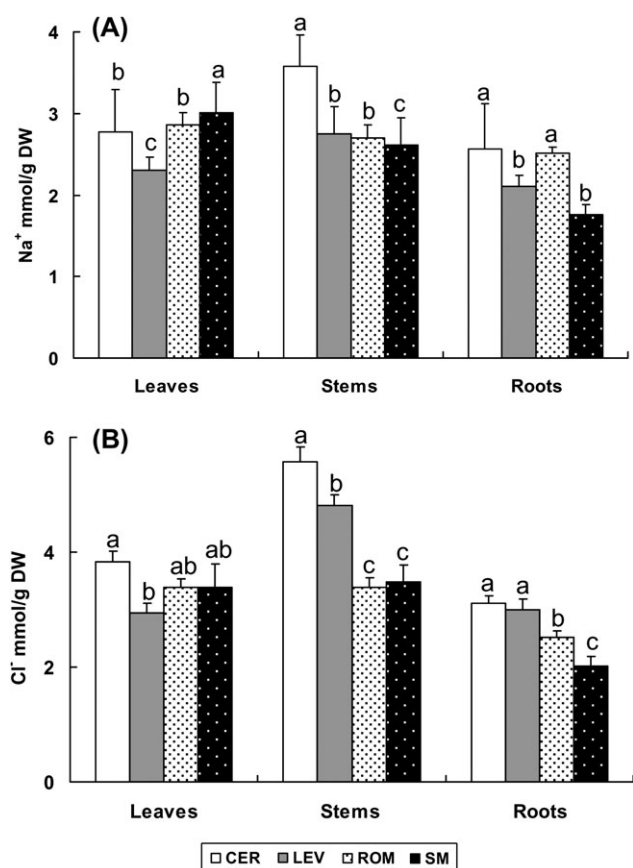 (A)
Na⁺ mmol/g DW
4
3
2
1
0
b c b a
a b b c
a b a b
Leaves Stems Roots
(B)
Cl⁻ mmol/g DW
6
4
2
0
a b ab ab
a b c c
a a b c
Leaves Stems Roots
CER LEV ROM SM